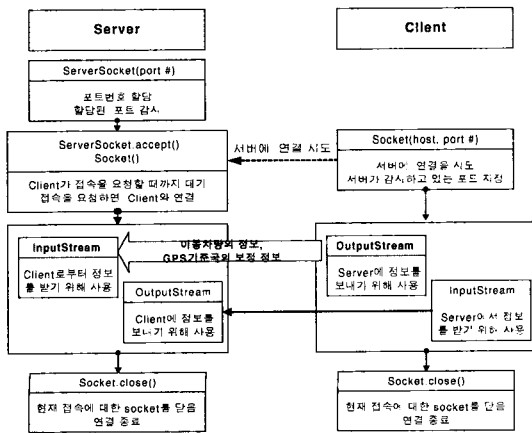 Server
Client
ServerSocket(port #)
포트번호 할당
할당된 포트 감시
ServerSocket.accept()
Socket()
Client가 접속을 요청할 때까지 대기
접속을 요청하면 Client와 연결
서버에 연결 시도
Socket(host, port #)
서버에 연결을 시도
서버가 감시하고 있는 포트 지정
InputStream
Client로부터 정보
를 받기 위해 사용
이동차량의 정보,
GPS기준국의 보정 정보
OutputStream
Server에 정보를
보내기 위해 사용
OutputStream
Client에 정보를
보내기 위해 사용
InputStream
Server에서 정보
를 받기 위해 사용
Socket.close()
현재 접속에 대한 socket를 닫음
연결 종료
Socket.close()
현재 접속에 대한 socket를 닫음
연결 종료